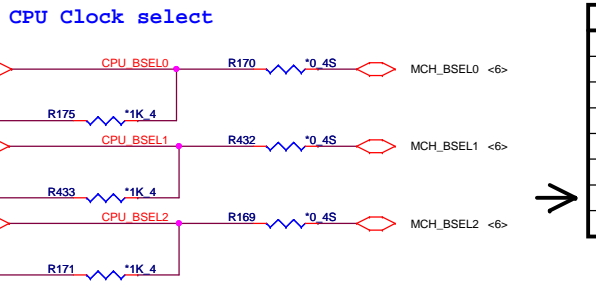 CPU Clock select
CPU_BSEL0 R170 *0_4S MCH_BSEL0 <6>
R175 *1K_4
CPU_BSEL1 R432 *0_4S MCH_BSEL1 <6>
R433 *1K_4
CPU_BSEL2 R169 *0_4S MCH_BSEL2 <6>
R171 *1K_4